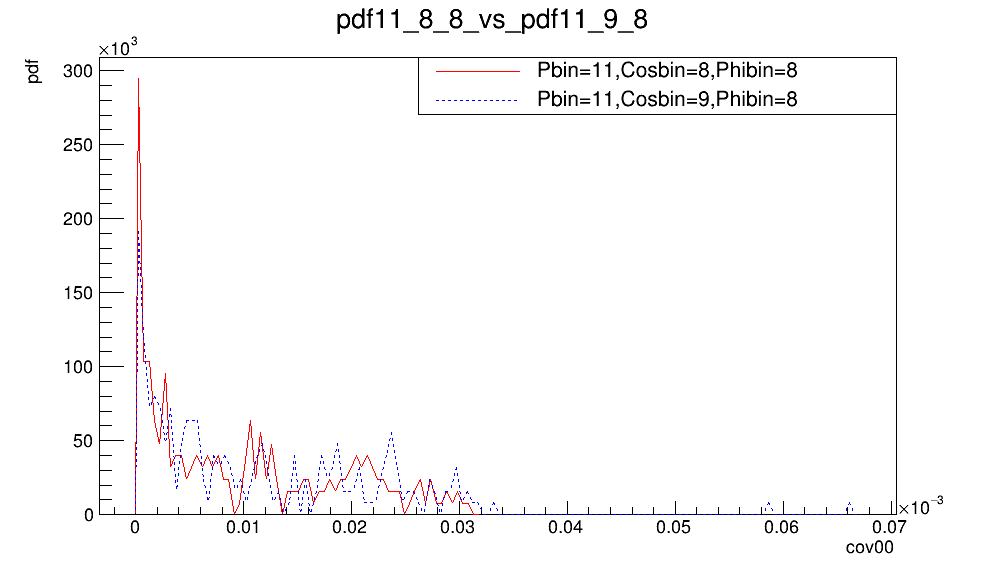 pdf11_8_8_vs_pdf11_9_8
×10³
pdf
Pbin=11,Cosbin=8,Phibin=8
Pbin=11,Cosbin=9,Phibin=8
300
250
200
150
100
50
0
0 0.01 0.02 0.03 0.04 0.05 0.06 0.07
×10⁻³
cov00